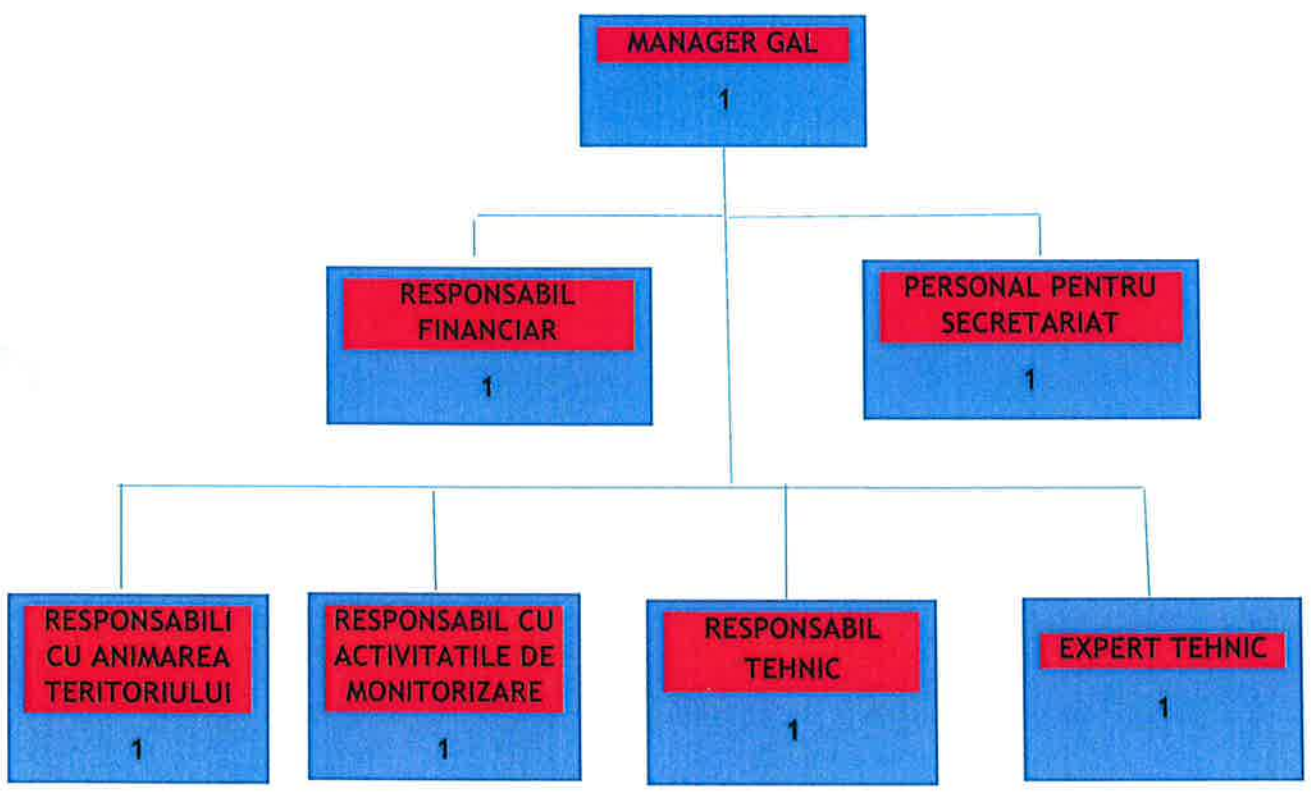 MANAGER GAL
1
RESPONSABIL
FINANCIAR
1
PERSONAL PENTRU
SECRETARIAT
1
RESPONSABILI
CU ANIMAREA
TERITORIULUI
1
RESPONSABIL CU
ACTIVITATILE DE
MONITORIZARE
1
RESPONSABIL
TEHNIC
1
EXPERT TEHNIC
1